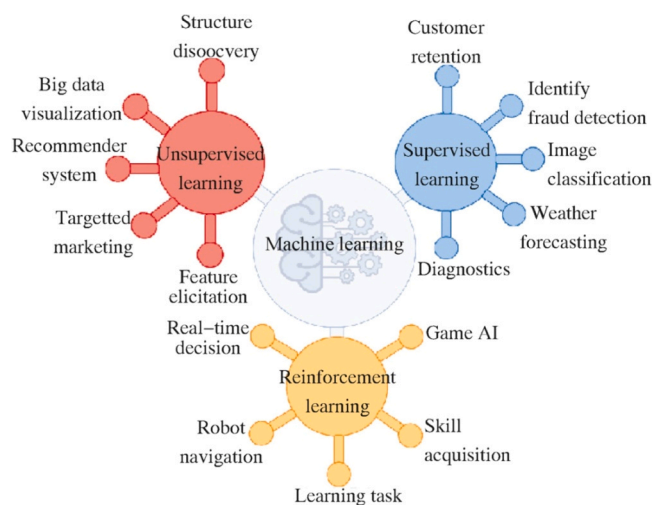 Structure
disoocvery
Big data
visualization
Recommender
system
Targetted
marketing
Feature
elicitation
Unsupervised
learning
Customer
retention
Identify
fraud detection
Image
classification
Weather
forecasting
Diagnostics
Supervised
learning
Machine learning
Real-time
decision
Game AI
Reinforcement
learning
Robot
navigation
Skill
acquisition
Learning task